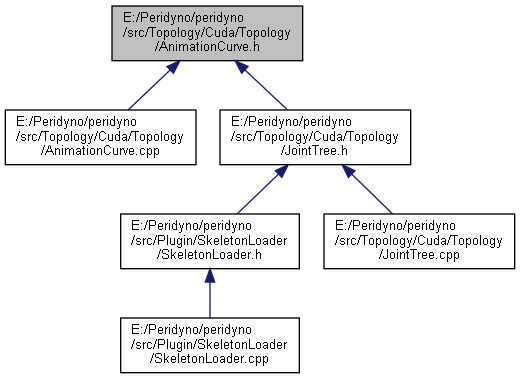 E:/Peridyno/peridyno
/src/Topology/Cuda/Topology
/AnimationCurve.h
E:/Peridyno/peridyno
/src/Topology/Cuda/Topology
/AnimationCurve.cpp
E:/Peridyno/peridyno
/src/Topology/Cuda/Topology
/JointTree.h
E:/Peridyno/peridyno
/src/Plugin/SkeletonLoader
/SkeletonLoader.h
E:/Peridyno/peridyno
/src/Topology/Cuda/Topology
/JointTree.cpp
E:/Peridyno/peridyno
/src/Plugin/SkeletonLoader
/SkeletonLoader.cpp